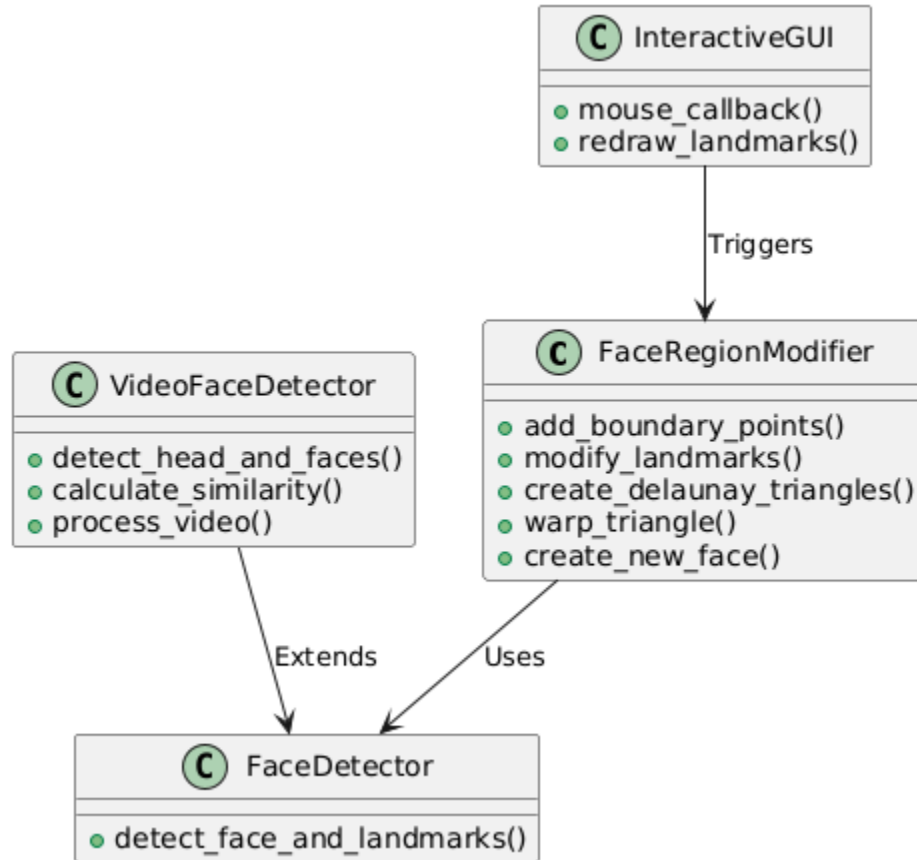 C InteractiveGUI
mouse_callback()
redraw_landmarks()
Triggers
C FaceRegionModifier
add_boundary_points()
modify_landmarks()
create_delaunay_triangles()
warp_triangle()
create_new_face()
C VideoFaceDetector
detect_head_and_faces()
calculate_similarity()
process_video()
Extends
Uses
C FaceDetector
detect_face_and_landmarks()